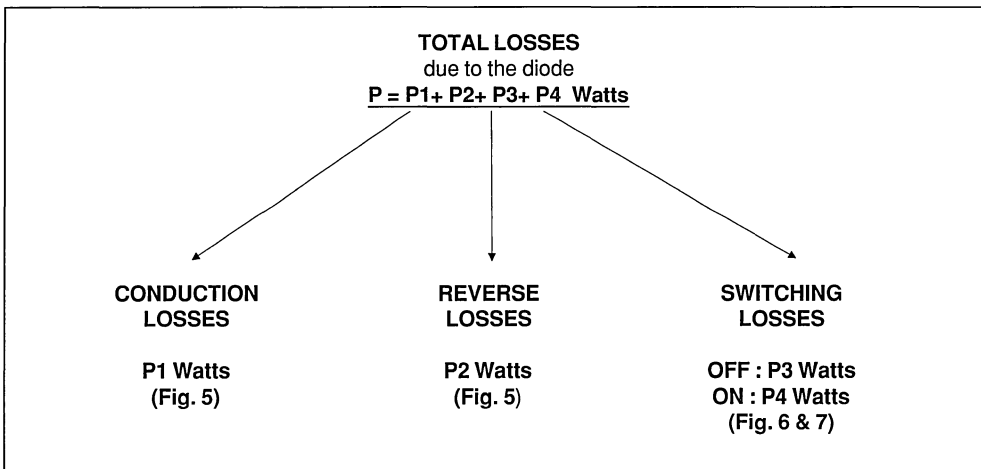 TOTAL LOSSES
due to the diode
P = P1+ P2+ P3+ P4 Watts
CONDUCTION
LOSSES
P1 Watts
(Fig. 5)
REVERSE
LOSSES
P2 Watts
(Fig. 5)
SWITCHING
LOSSES
OFF : P3 Watts
ON : P4 Watts
(Fig. 6 & 7)